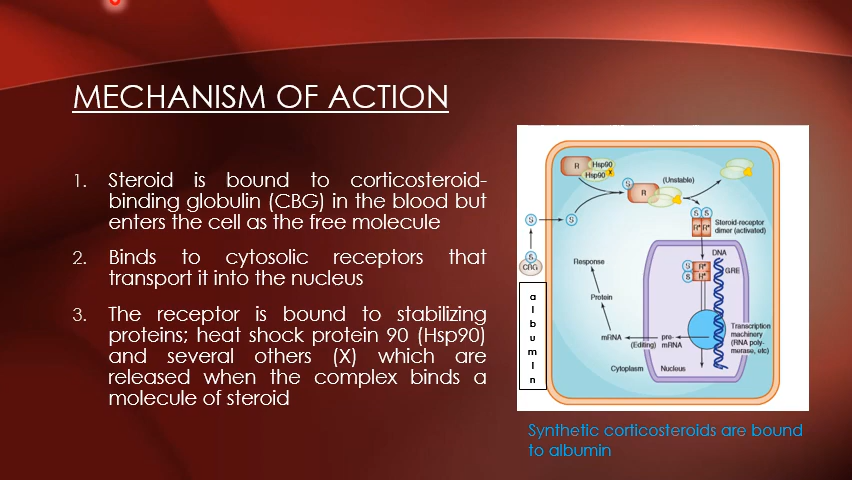 MECHANISM OF ACTION
1. Steroid is bound to corticosteroid-
binding globulin (CBG) in the blood but
enters the cell as the free molecule
2. Binds to cytosolic receptors that
transport it into the nucleus
3. The receptor is bound to stabilizing
proteins; heat shock protein 90 (Hsp90)
and several others (X) which are
released when the complex binds a
molecule of steroid
R
Hsp90
Hsp90
X
S
R
(Unstable)
S
S
S S
R* R*
Steroid-receptor
dimer (activated)
S
CBG
Response
DNA
S R*
S R*
GRE
Protein
Transcription
machinery
(RNA poly-
merase, etc)
mRNA
(Editing)
pre-
mRNA
Cytoplasm
Nucleus
a
l
b
u
m
i
n
Synthetic corticosteroids are bound
to albumin